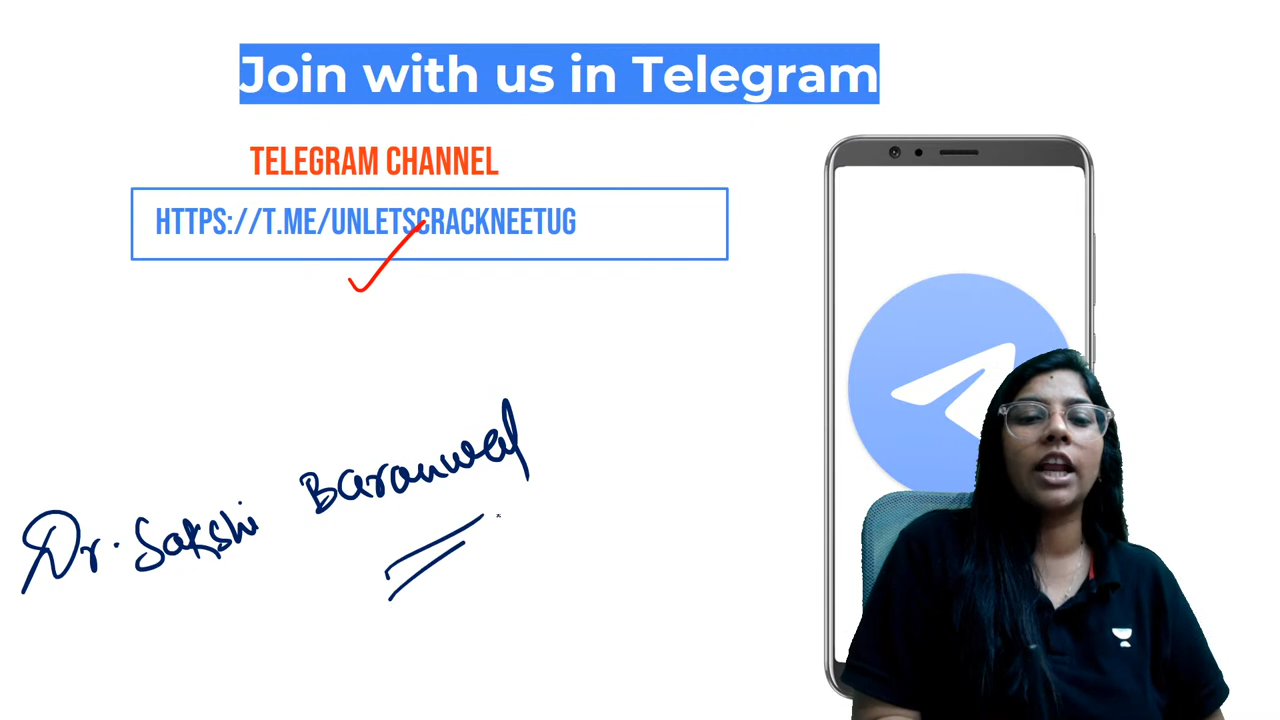 Join with us in Telegram
TELEGRAM CHANNEL
HTTPS://T.ME/UNLETSCRACKNEETUG
Dr. Sakshi Baranwal